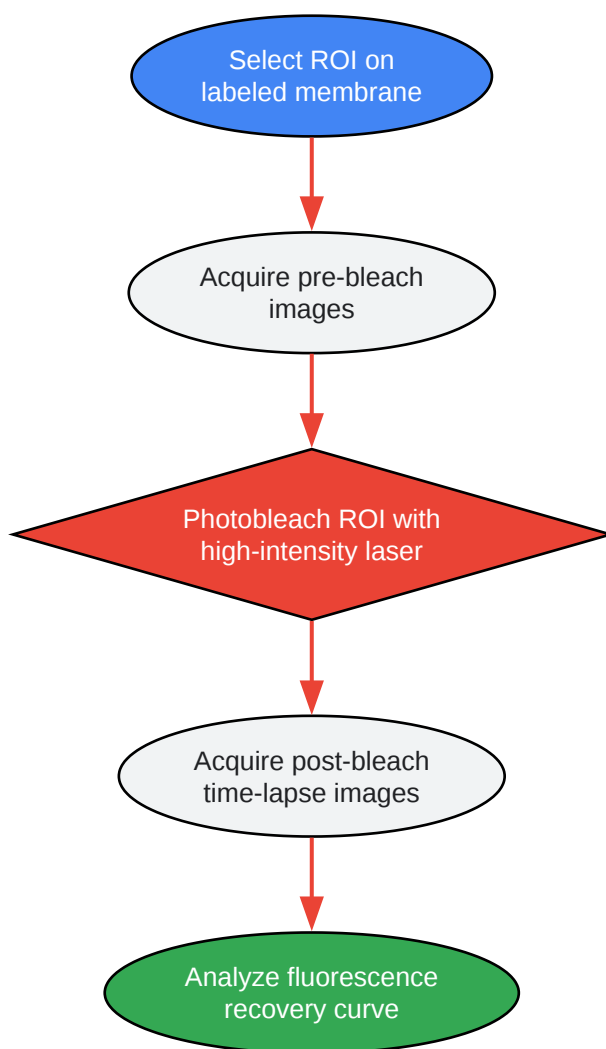 Select ROI on
labeled membrane
Acquire pre-bleach
images
Photobleach ROI with
high-intensity laser
Acquire post-bleach
time-lapse images
Analyze fluorescence
recovery curve